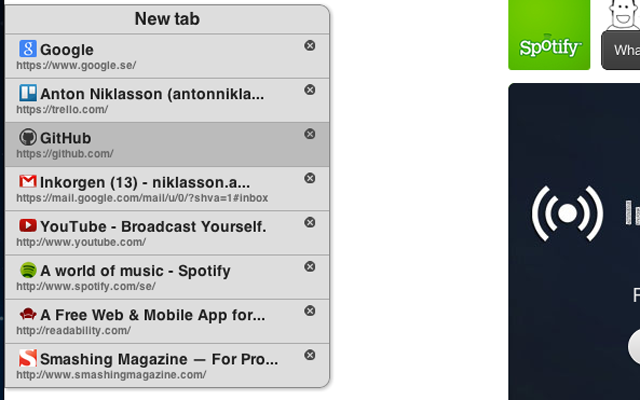 New tab
Google
https://www.google.se/
Anton Niklasson (antonnikla...
https://trello.com/
GitHub
https://github.com/
Inkorgen (13) - niklasson.a...
https://mail.google.com/mail/u/0/?shva=1#inbox
YouTube - Broadcast Yourself.
http://www.youtube.com/
A world of music - Spotify
http://www.spotify.com/se/
A Free Web & Mobile App for...
http://readability.com/
Smashing Magazine — For Pro...
http://www.smashingmagazine.com/
Spotify